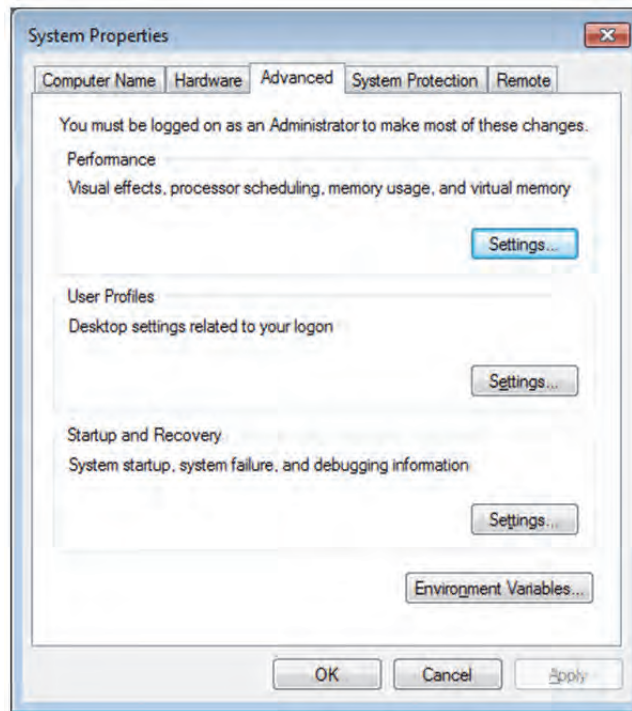 System Properties
Computer Name Hardware Advanced System Protection Remote
You must be logged on as an Administrator to make most of these changes.
Performance
Visual effects, processor scheduling, memory usage, and virtual memory
Settings...
User Profiles
Desktop settings related to your logon
Settings...
Startup and Recovery
System startup, system failure, and debugging information
Settings...
Environment Variables...
OK Cancel Apply